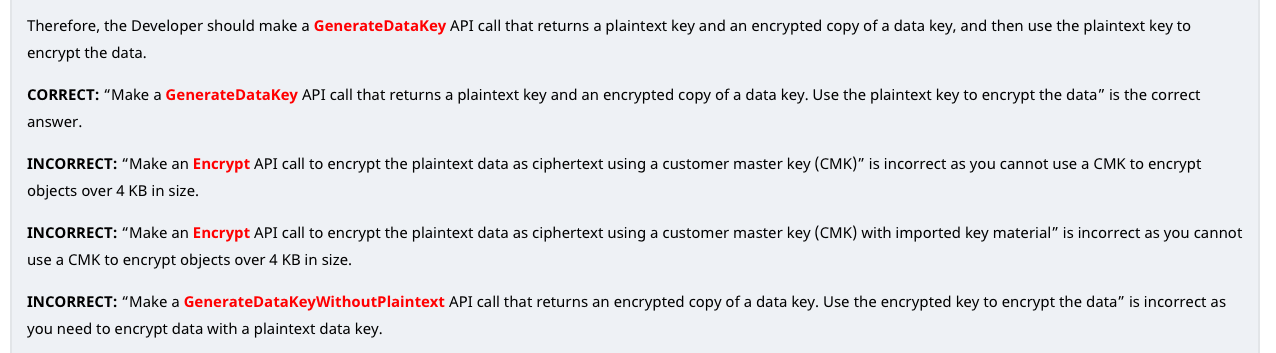 Therefore, the Developer should make a GenerateDataKey API call that returns a plaintext key and an encrypted copy of a data key, and then use the plaintext key to
encrypt the data.
CORRECT: “Make a GenerateDataKey API call that returns a plaintext key and an encrypted copy of a data key. Use the plaintext key to encrypt the data” is the correct
answer.
INCORRECT: “Make an Encrypt API call to encrypt the plaintext data as ciphertext using a customer master key (CMK)” is incorrect as you cannot use a CMK to encrypt
objects over 4 KB in size.
INCORRECT: “Make an Encrypt API call to encrypt the plaintext data as ciphertext using a customer master key (CMK) with imported key material” is incorrect as you cannot
use a CMK to encrypt objects over 4 KB in size.
INCORRECT: “Make a GenerateDataKeyWithoutPlaintext API call that returns an encrypted copy of a data key. Use the encrypted key to encrypt the data” is incorrect as
you need to encrypt data with a plaintext data key.